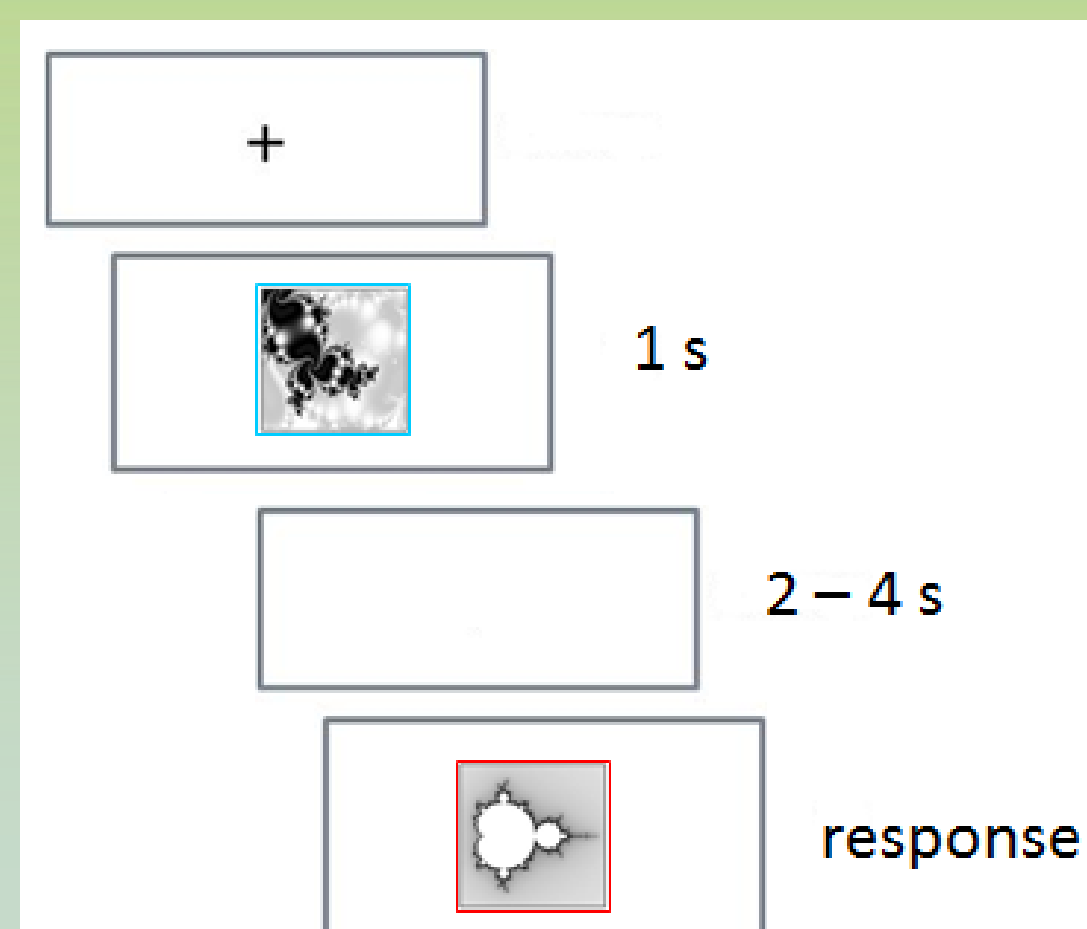 +
1 s
2 – 4 s
response